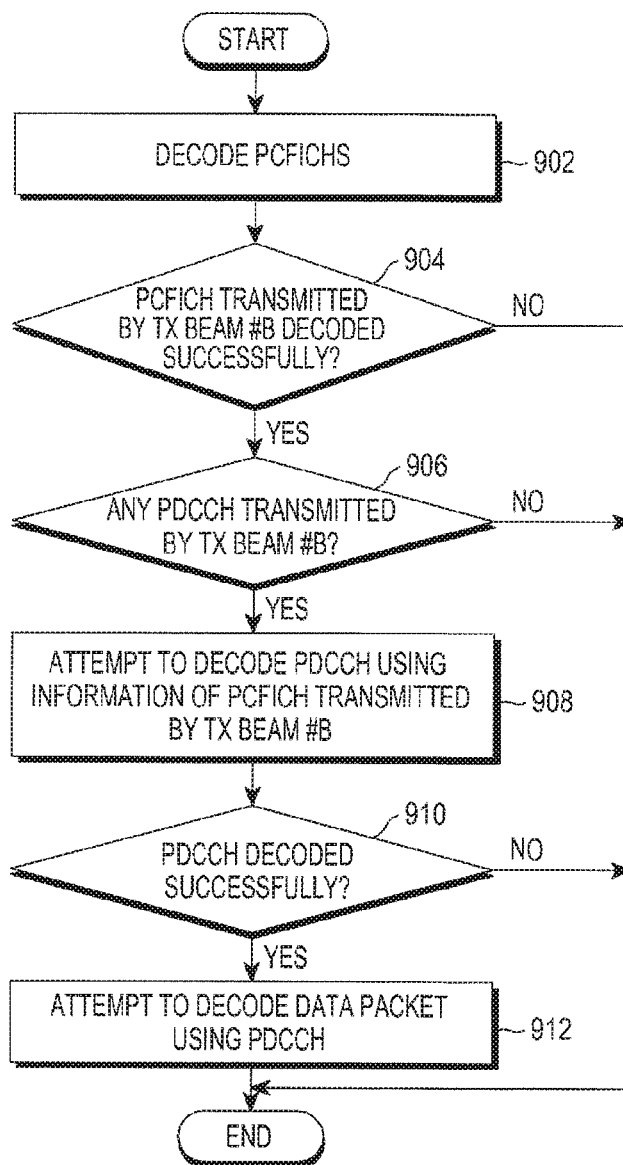 START
DECODE PCFICHS
902
904
PCFICH TRANSMITTED
BY TX BEAM #B DECODED
SUCCESSFULLY?
NO
YES
906
ANY PDCCH TRANSMITTED
BY TX BEAM #B?
NO
YES
ATTEMPT TO DECODE PDCCH USING
INFORMATION OF PCFICH TRANSMITTED
BY TX BEAM #B
908
910
PDCCH DECODED
SUCCESSFULLY?
NO
YES
ATTEMPT TO DECODE DATA PACKET
USING PDCCH
912
END